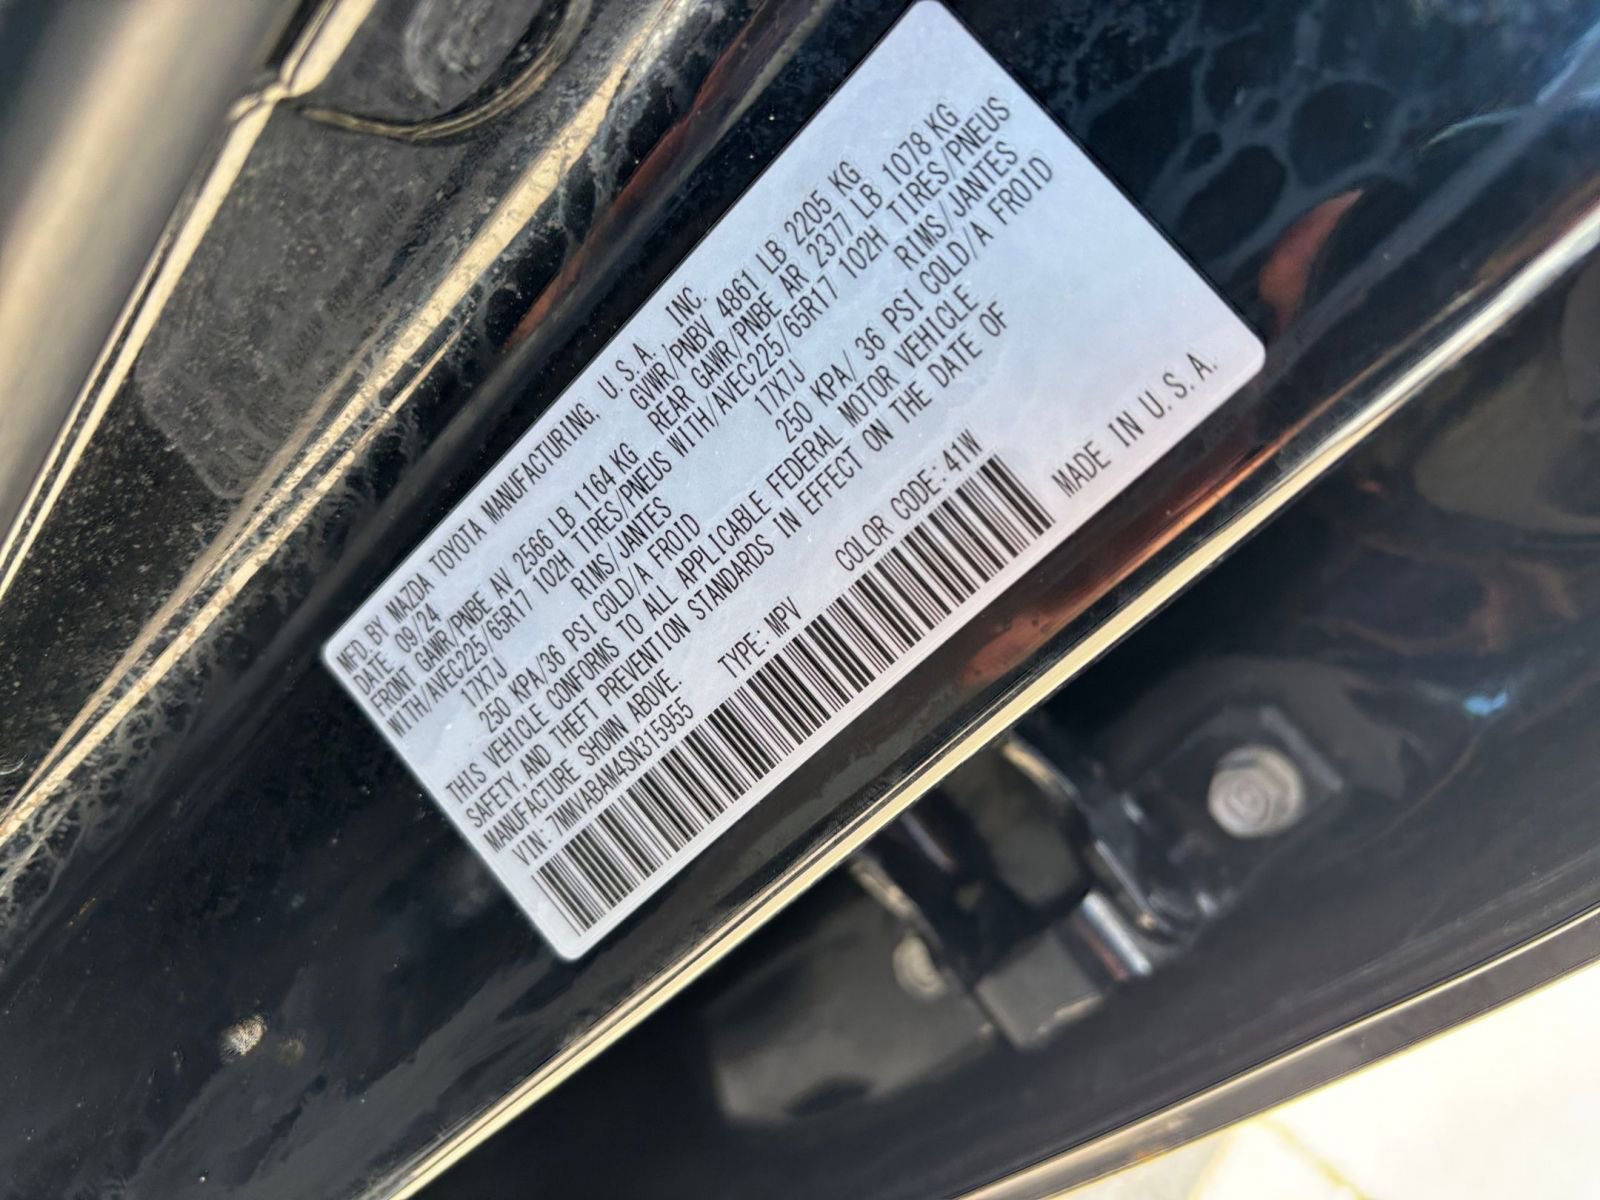 MFD. BY MAZDA TOYOTA MANUFACTURING, U.S.A. INC.
DATE 09/24 GVWR/PNBV 4861 LB 2205 KG
FRONT GAWR/PNBE AV 2566 LB 1164 KG REAR GAWR/PNBE AR 2377 LB 1078 KG
WITH/AVEC225/65R17 102H TIRES/PNEUS WITH/AVEC225/65R17 102H TIRES/PNEUS
17X7J RIMS/JANTES 17X7J RIMS/JANTES
250 KPA/36 PSI COLD/A FROID 250 KPA/ 36 PSI COLD/A FROID
THIS VEHICLE CONFORMS TO ALL APPLICABLE FEDERAL MOTOR VEHICLE
SAFETY, AND THEFT PREVENTION STANDARDS IN EFFECT ON THE DATE OF
MANUFACTURE SHOWN ABOVE.
VIN: 7MMVABAM4SN315955 TYPE: MPV COLOR CODE: 41W
MADE IN U.S.A.